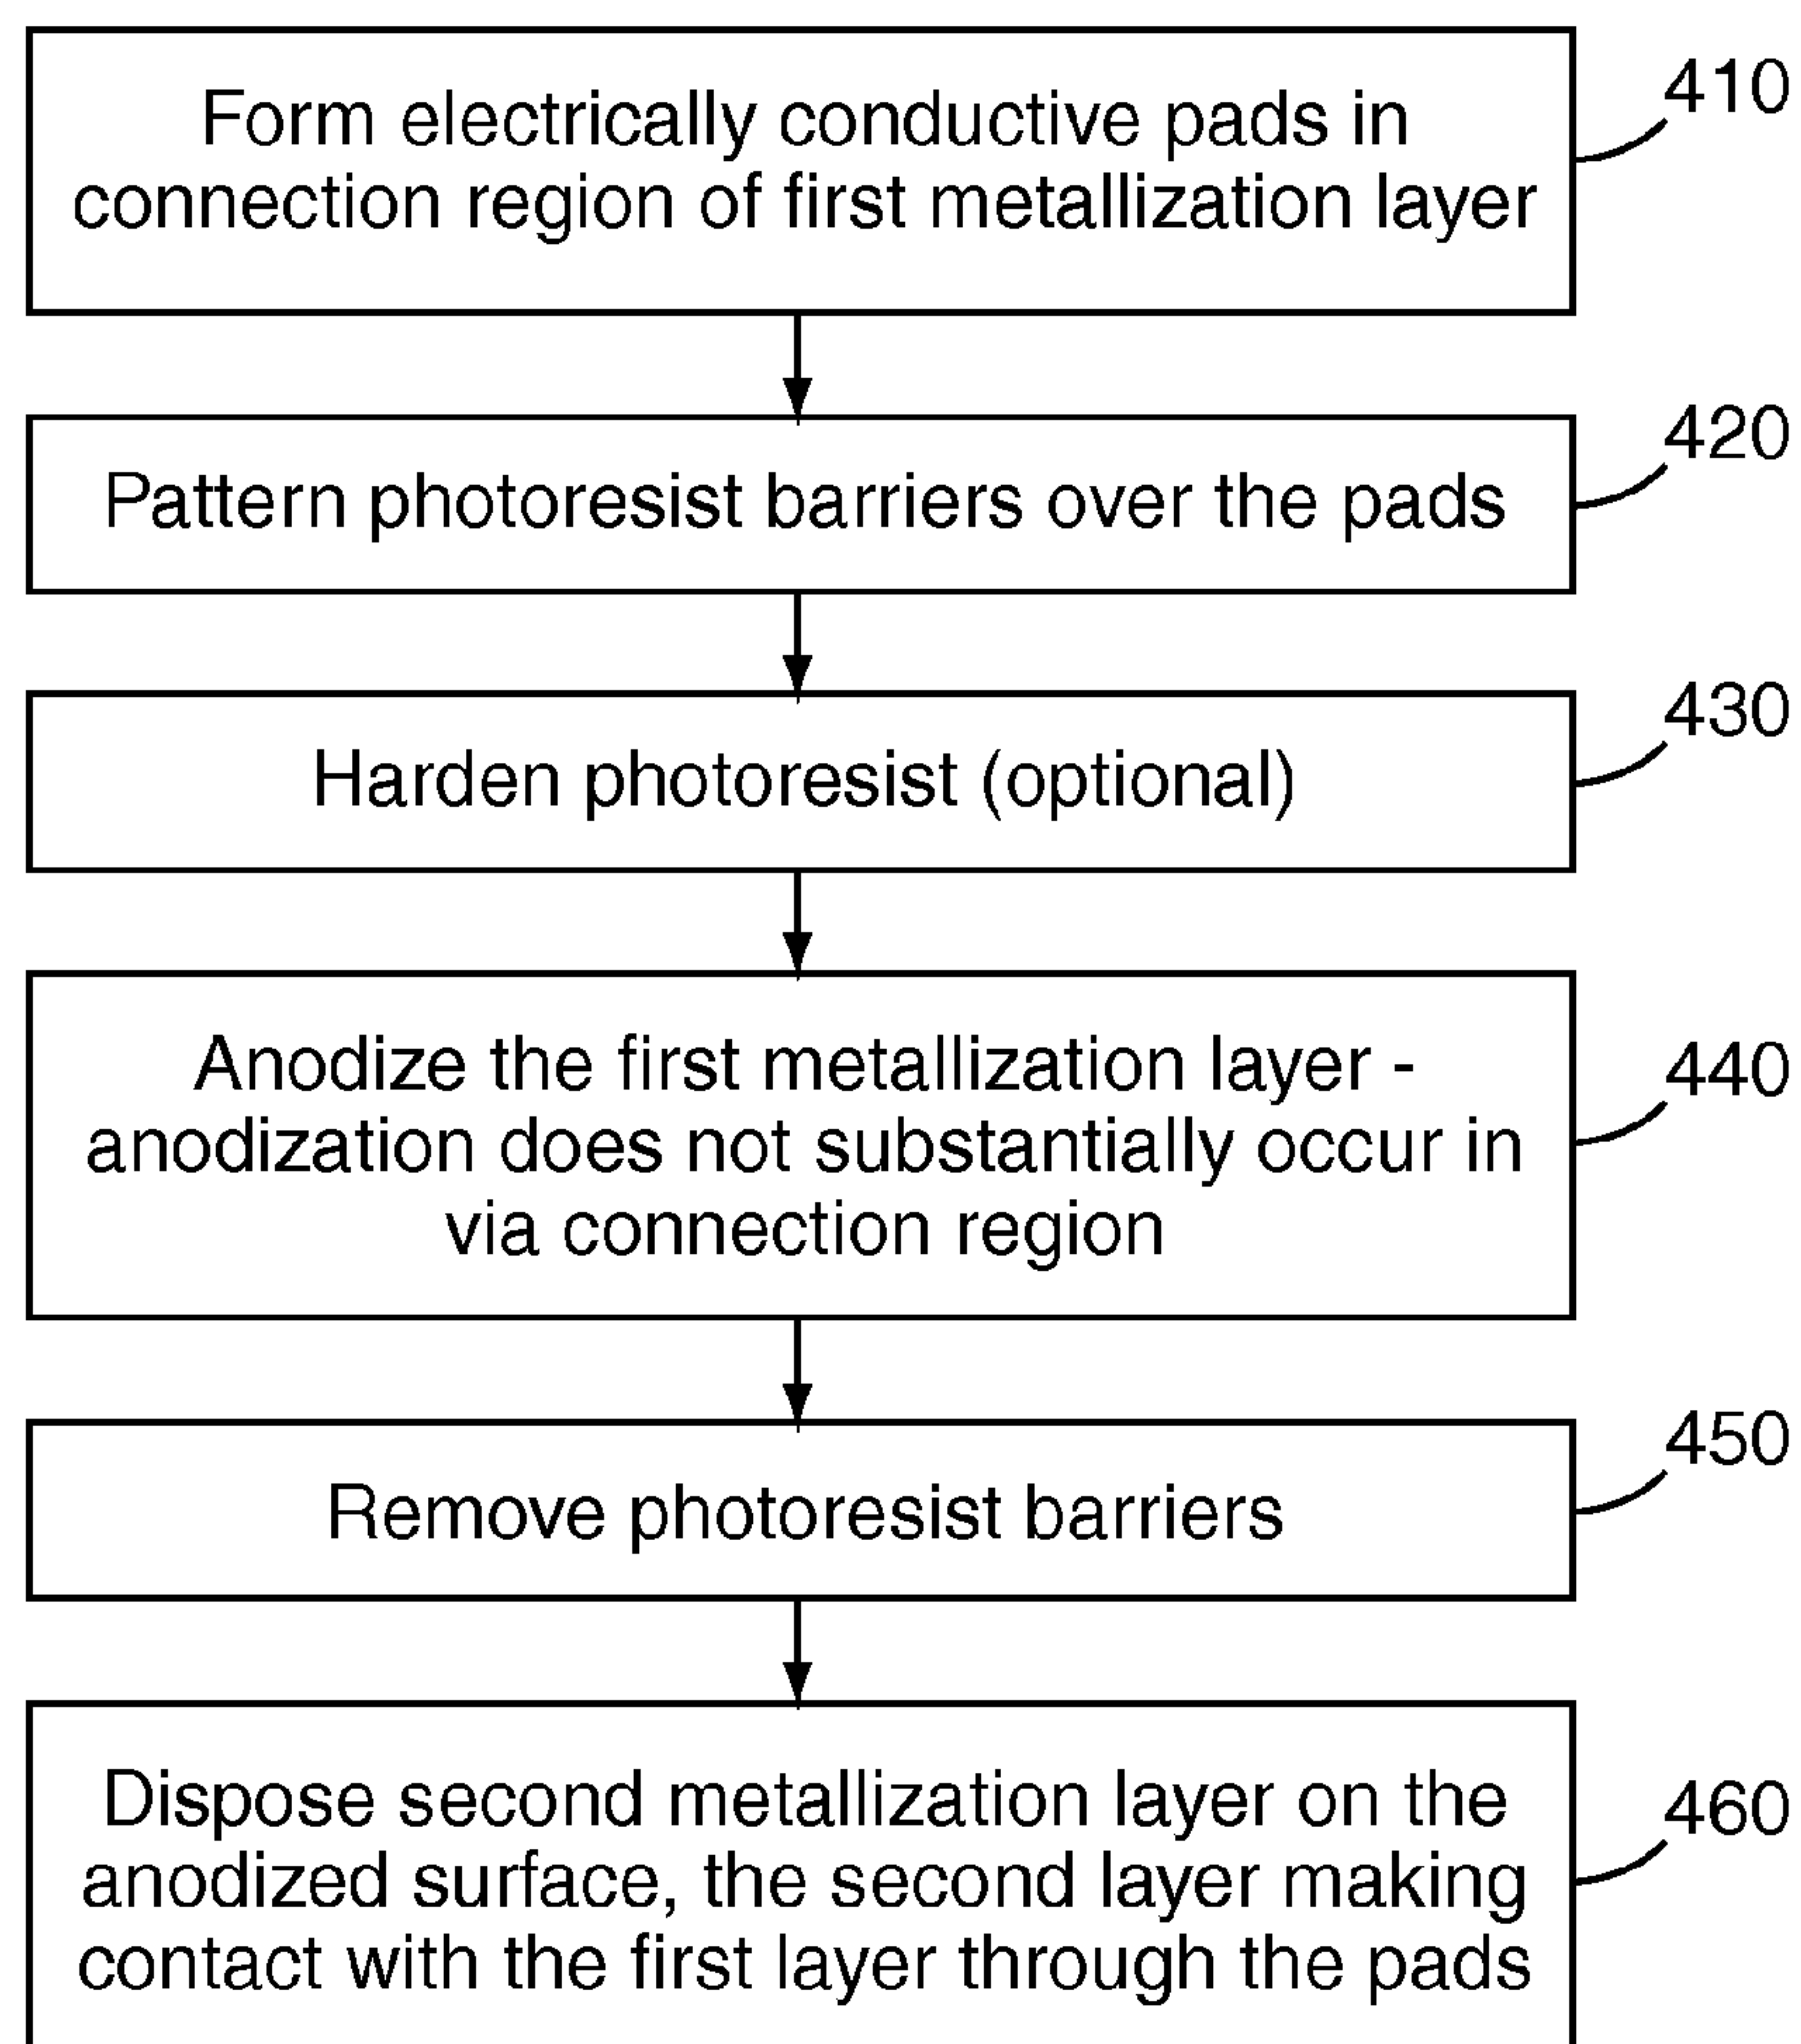 410
Form electrically conductive pads in
connection region of first metallization layer
420
Pattern photoresist barriers over the pads
430
Harden photoresist (optional)
440
Anodize the first metallization layer -
anodization does not substantially occur in
via connection region
450
Remove photoresist barriers
460
Dispose second metallization layer on the
anodized surface, the second layer making
contact with the first layer through the pads